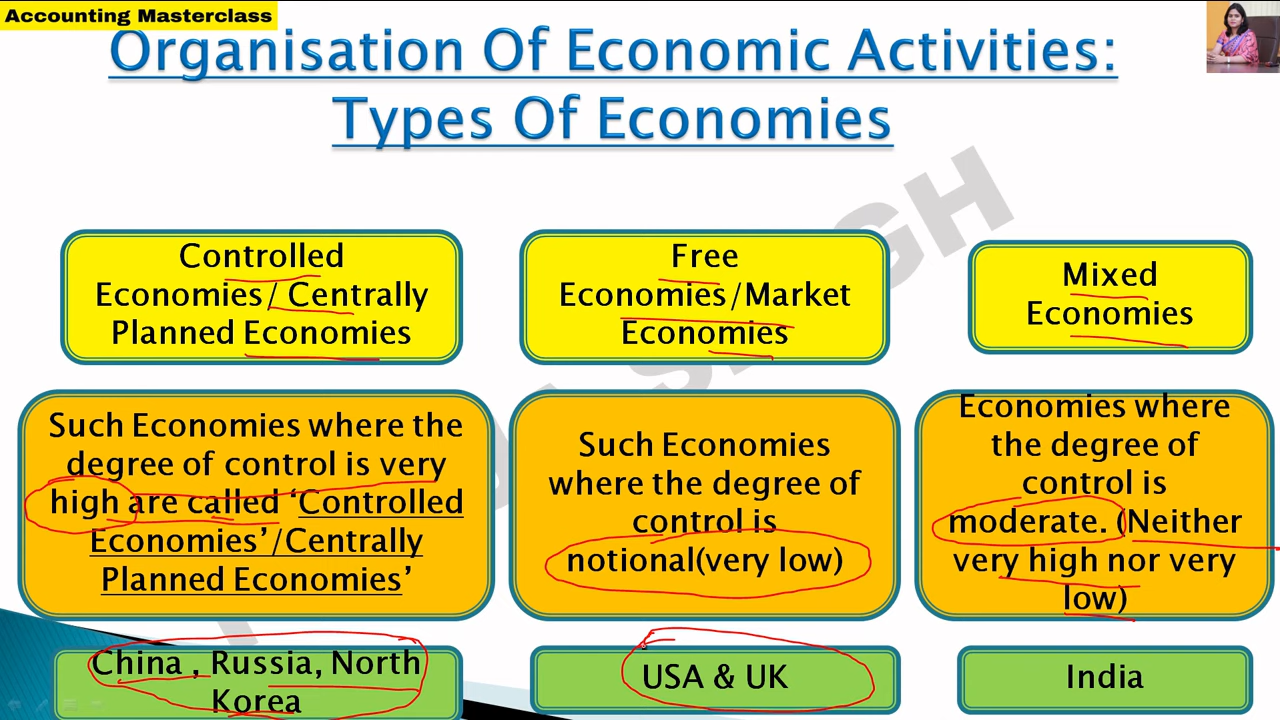 Accounting Masterclass
Organisation Of Economic Activities:
Types Of Economies
Controlled
Economies/ Centrally
Planned Economies
Free
Economies/Market
Economies
Mixed
Economies
Such Economies where the
degree of control is very
high are called ‘Controlled
Economies’/Centrally
Planned Economies’
Such Economies
where the degree of
control is
notional(very low)
Economies where
the degree of
control is
moderate. (Neither
very high nor very
low)
China , Russia, North
Korea
USA & UK
India